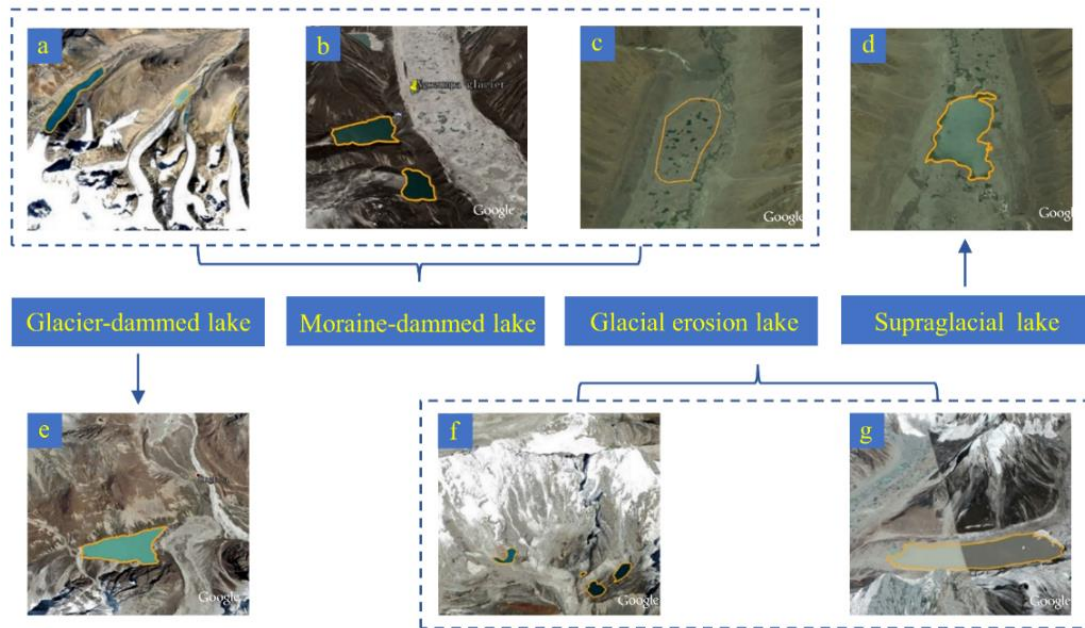 a
b
c
d
Google
Google
Google
Glacier-dammed lake
Moraine-dammed lake
Glacial erosion lake
Supraglacial lake
e
f
g
Google
Google
Google